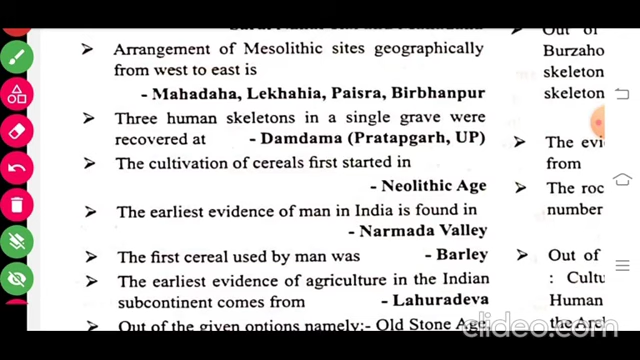 Arrangement of Mesolithic sites geographically
from west to east is
- Mahadaha, Lekhahia, Paisra, Birbhanpur
Three human skeletons in a single grave were
recovered at - Damdama (Pratapgarh, UP)
The cultivation of cereals first started in
- Neolithic Age
The earliest evidence of man in India is found in
- Narmada Valley
The first cereal used by man was - Barley
The earliest evidence of agriculture in the Indian
subcontinent comes from - Lahuradeva
Out of the given options namely:- Old Stone Age,
Out of
Burzaho
skeleton
skeleton
The evi
from
The roc
number
Out of
: Cultu
Human
the Arc
clideo.com